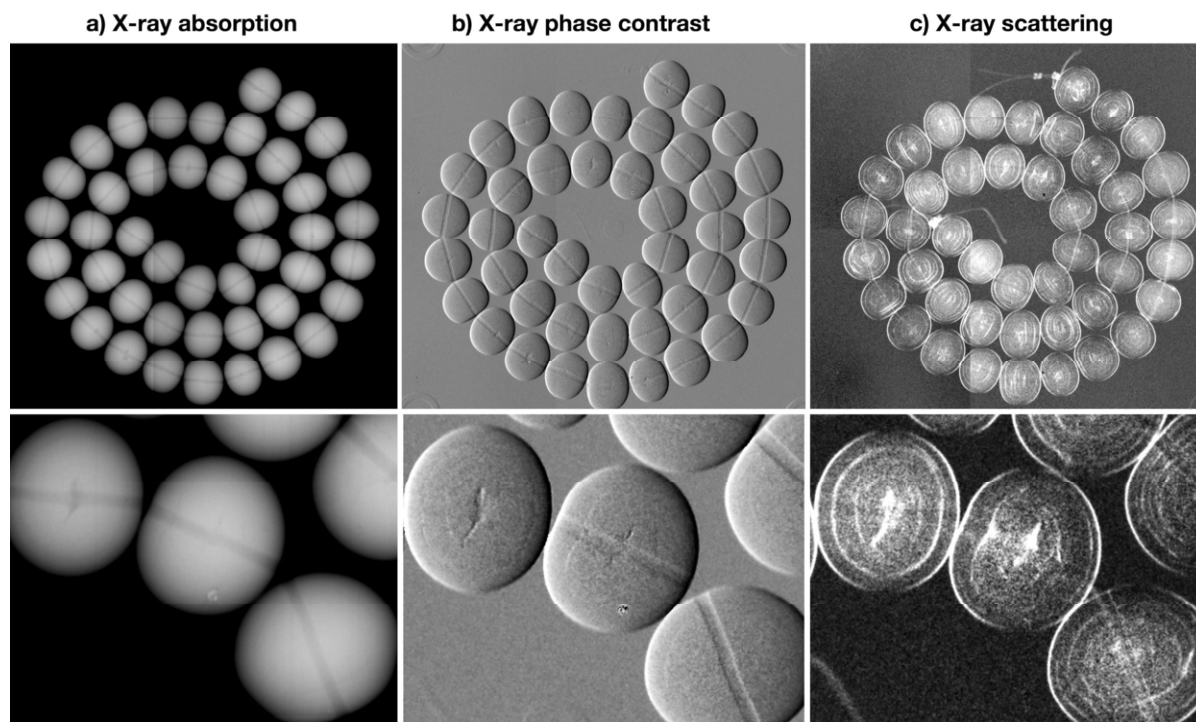 a) X-ray absorption
b) X-ray phase contrast
c) X-ray scattering